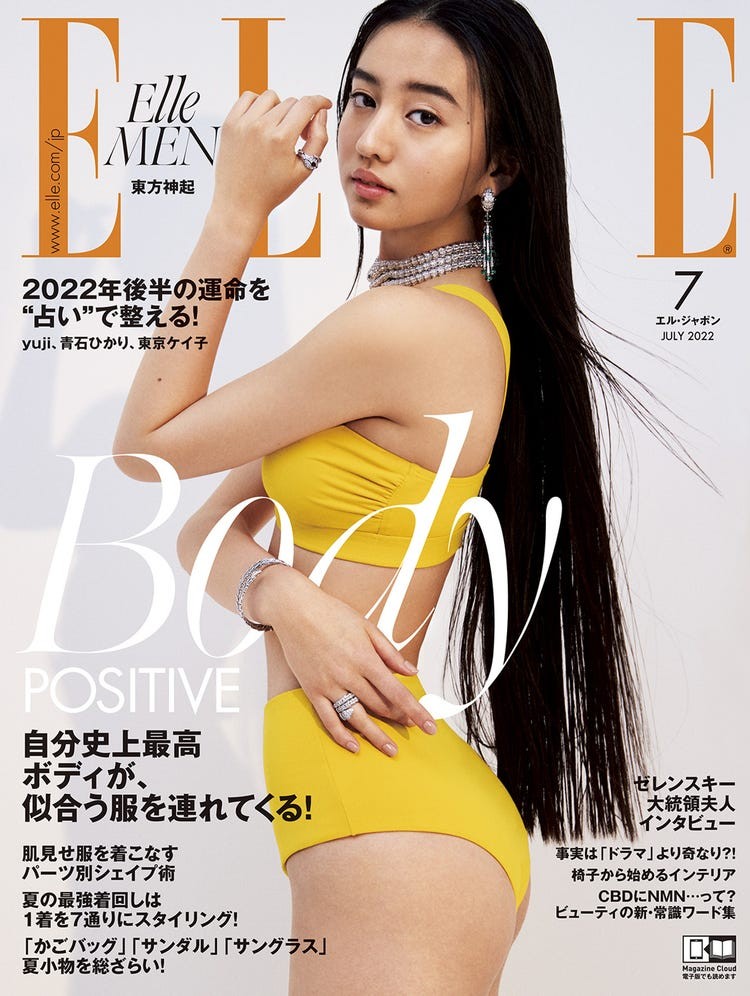 ELLE
www.elle.com/jp
Elle
MEN
東方神起
®
7
エル・ジャポン
JULY 2022
2022年後半の運命を
“占い”で整える!
yuji、青石ひかり、東京ケイ子
Body
POSITIVE
自分史上最高
ボディが、
似合う服を連れてくる!
肌見せ服を着こなす
パーツ別シェイプ術
夏の最強着回しは
1着を7通りにスタイリング!
「かごバッグ」「サンダル」「サングラス」
夏小物を総ざらい!
ゼレンスキー
大統領夫人
インタビュー
事実は「ドラマ」より奇なり?!
椅子から始めるインテリア
CBDにNMN…って?
ビューティの新・常識ワード集
Magazine Cloud
電子版でも読めます